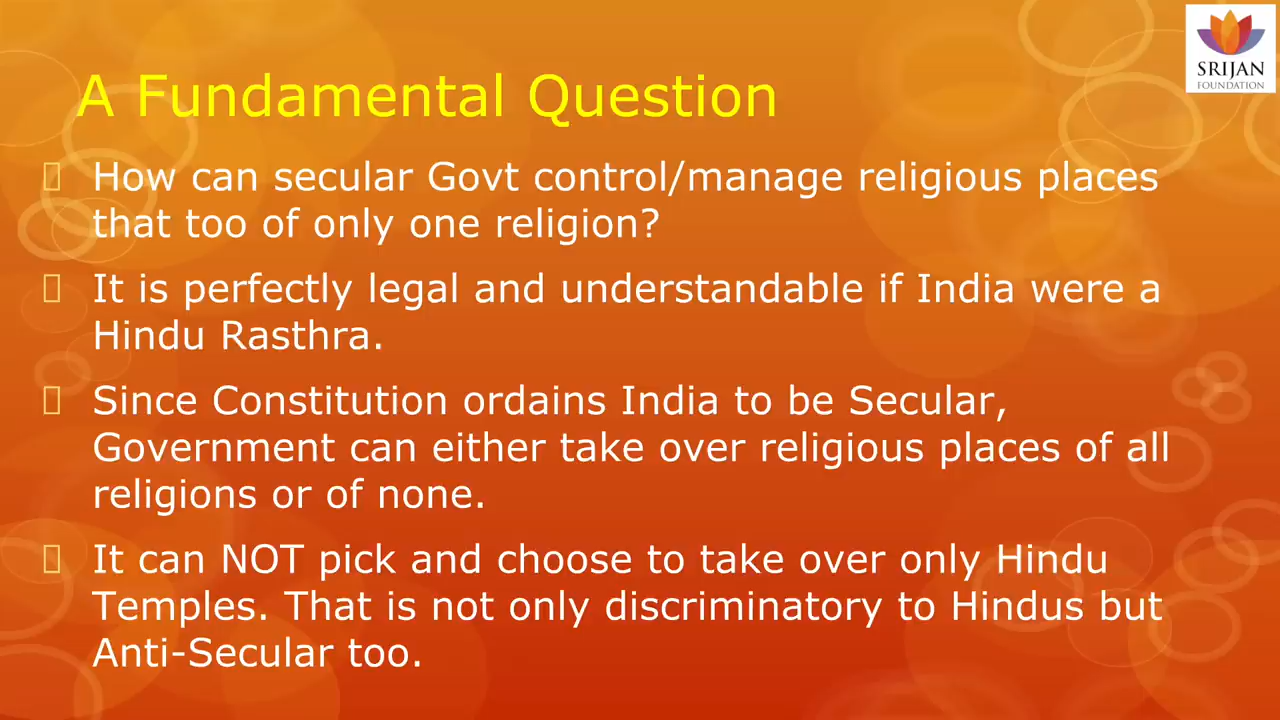 SRIJAN
FOUNDATION
A Fundamental Question
How can secular Govt control/manage religious places
that too of only one religion?
It is perfectly legal and understandable if India were a
Hindu Rasthra.
Since Constitution ordains India to be Secular,
Government can either take over religious places of all
religions or of none.
It can NOT pick and choose to take over only Hindu
Temples. That is not only discriminatory to Hindus but
Anti-Secular too.